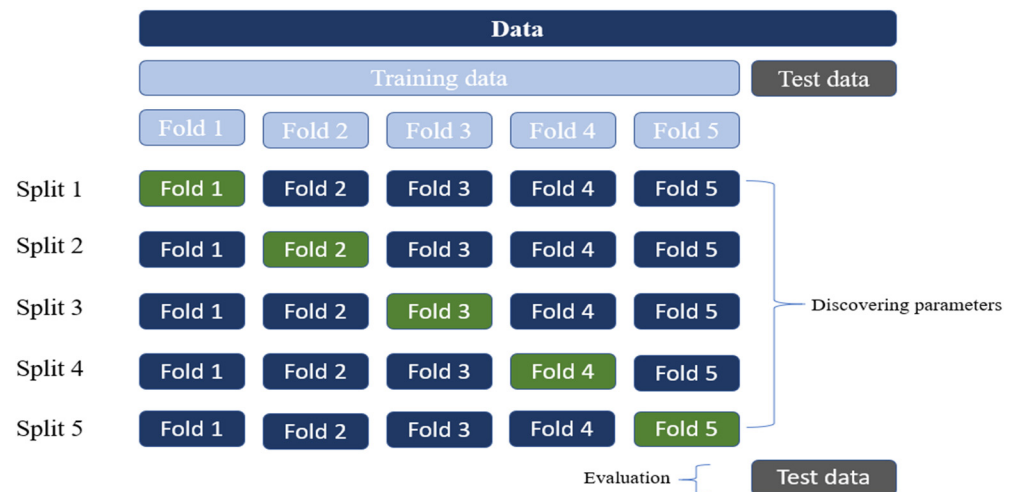 Data
Training data Test data
Fold 1 Fold 2 Fold 3 Fold 4 Fold 5
Split 1 Fold 1 Fold 2 Fold 3 Fold 4 Fold 5
Split 2 Fold 1 Fold 2 Fold 3 Fold 4 Fold 5
Split 3 Fold 1 Fold 2 Fold 3 Fold 4 Fold 5
Discovering parameters
Split 4 Fold 1 Fold 2 Fold 3 Fold 4 Fold 5
Split 5 Fold 1 Fold 2 Fold 3 Fold 4 Fold 5
Evaluation Test data